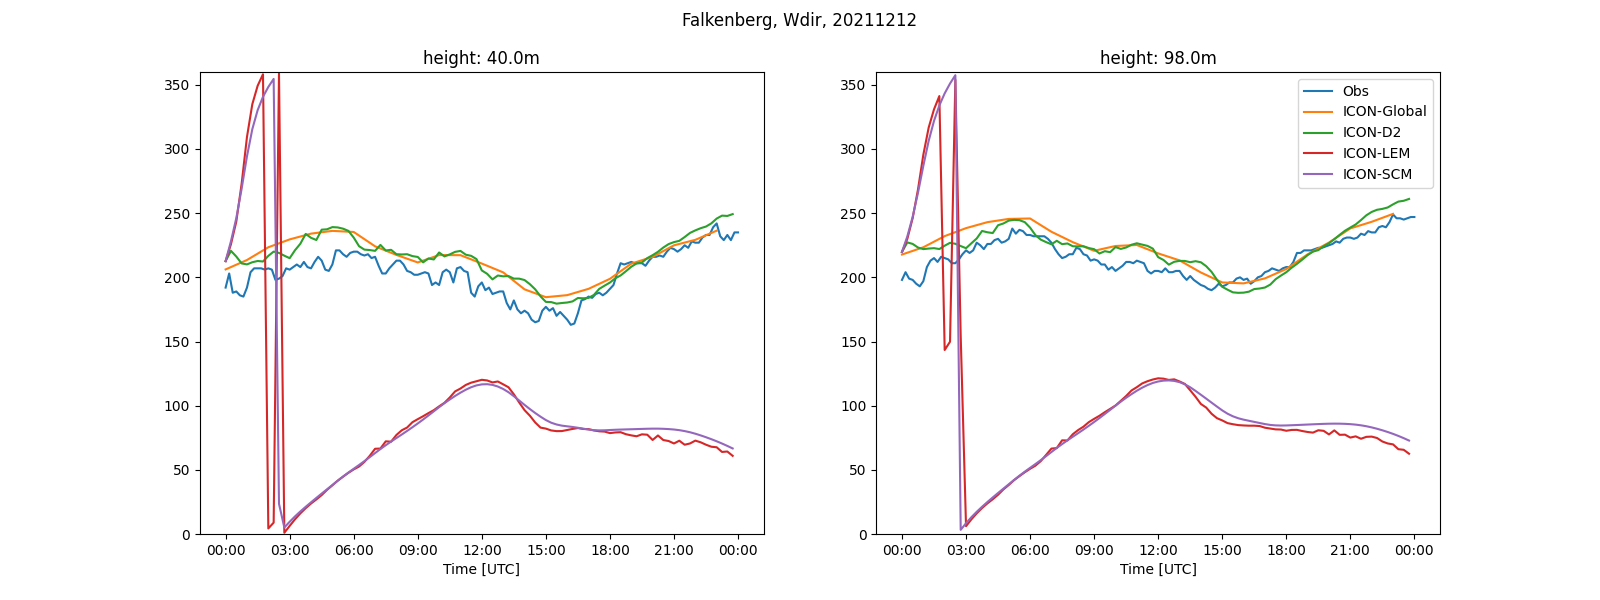 Falkenberg, Wdir, 20211212
height: 40.0m
350
300
250
200
150
100
50
0
00:00 03:00 06:00 09:00 12:00 15:00 18:00 21:00 00:00
Time [UTC]
height: 98.0m
350
300
250
200
150
100
50
0
00:00 03:00 06:00 09:00 12:00 15:00 18:00 21:00 00:00
Time [UTC]
Obs
ICON-Global
ICON-D2
ICON-LEM
ICON-SCM